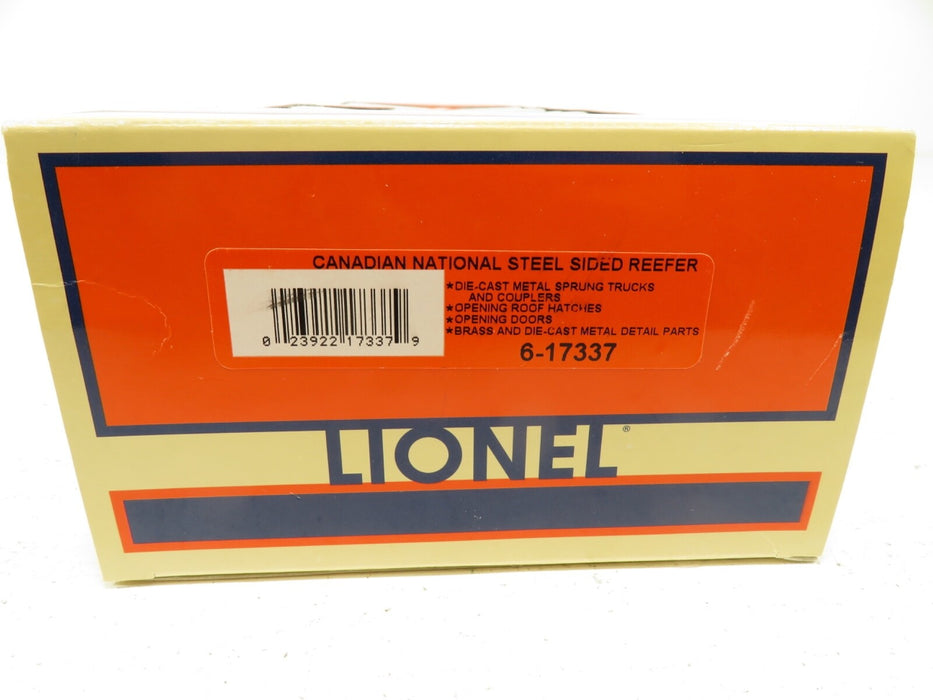 CANADIAN NATIONAL STEEL SIDED REEFER
★DIE-CAST METAL SPRUNG TRUCKS
AND COUPLERS
★OPENING ROOF HATCHES
★OPENING DOORS
★BRASS AND DIE-CAST METAL DETAIL PARTS
6-17337
0 23922 17337 9
LIONEL®